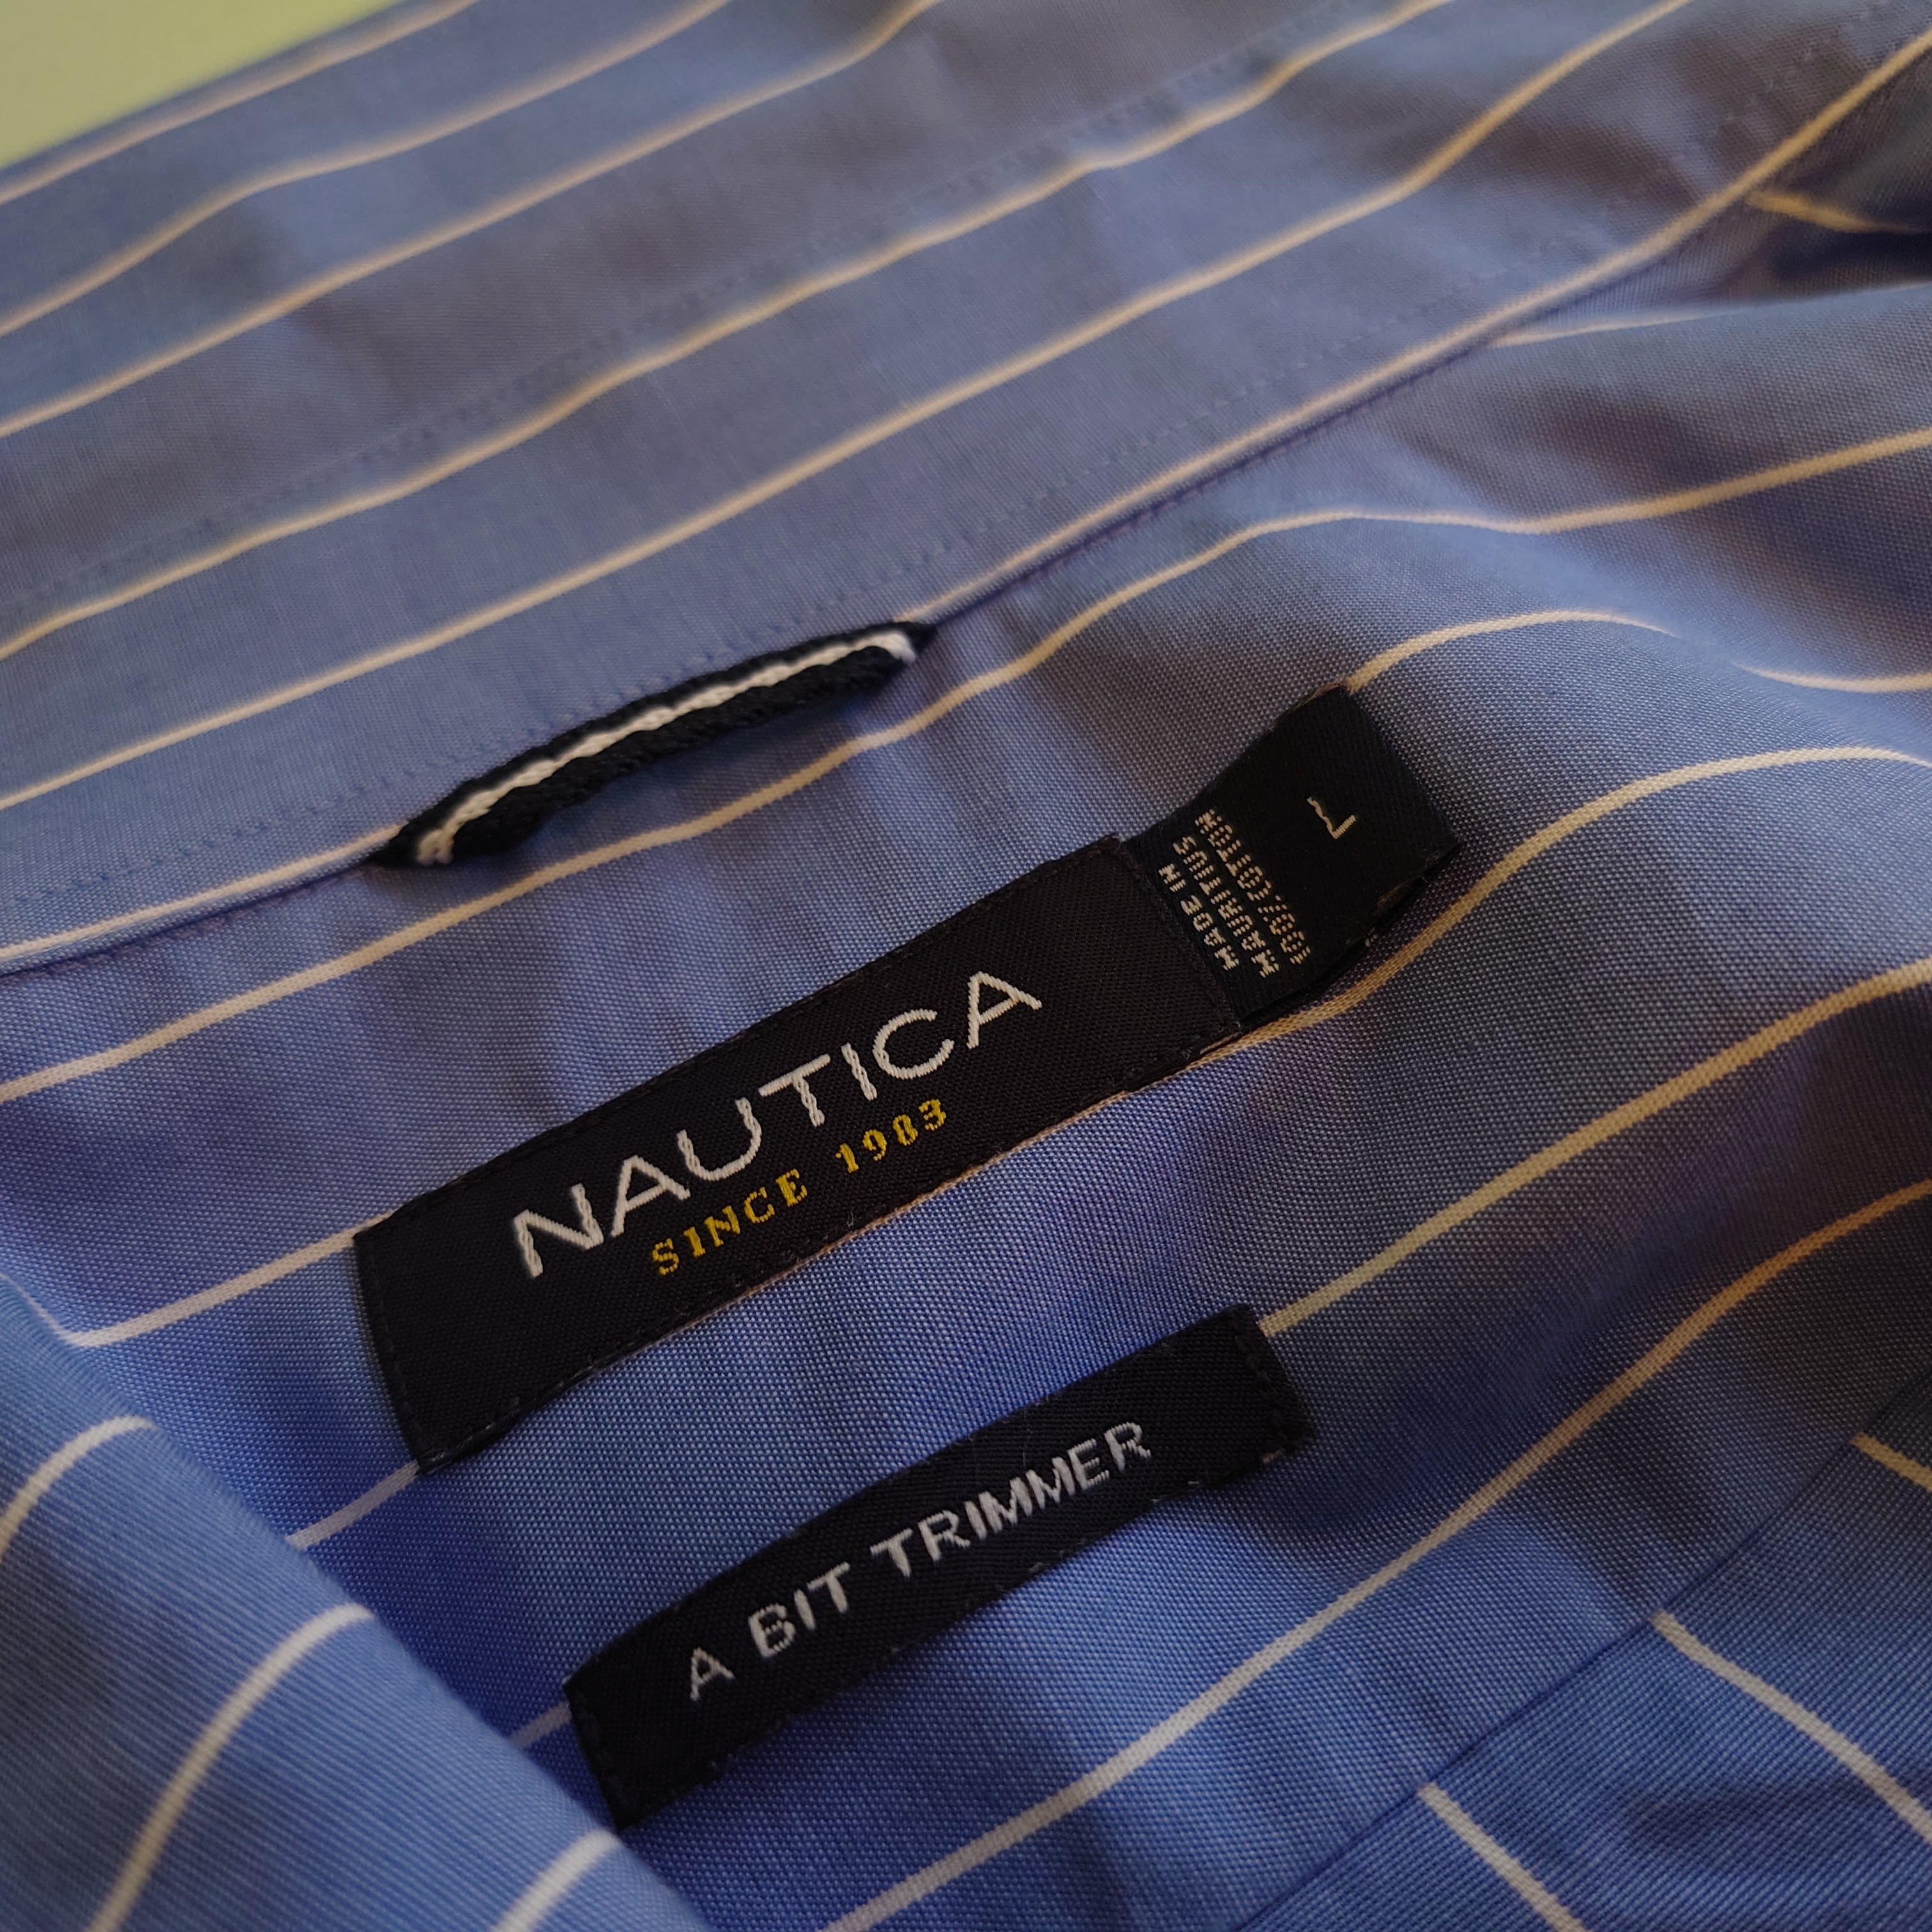 NAUTICA
SINCE 1983
L
100% COTTON
MAURITIUS
MADE IN
A BIT TRIMMER